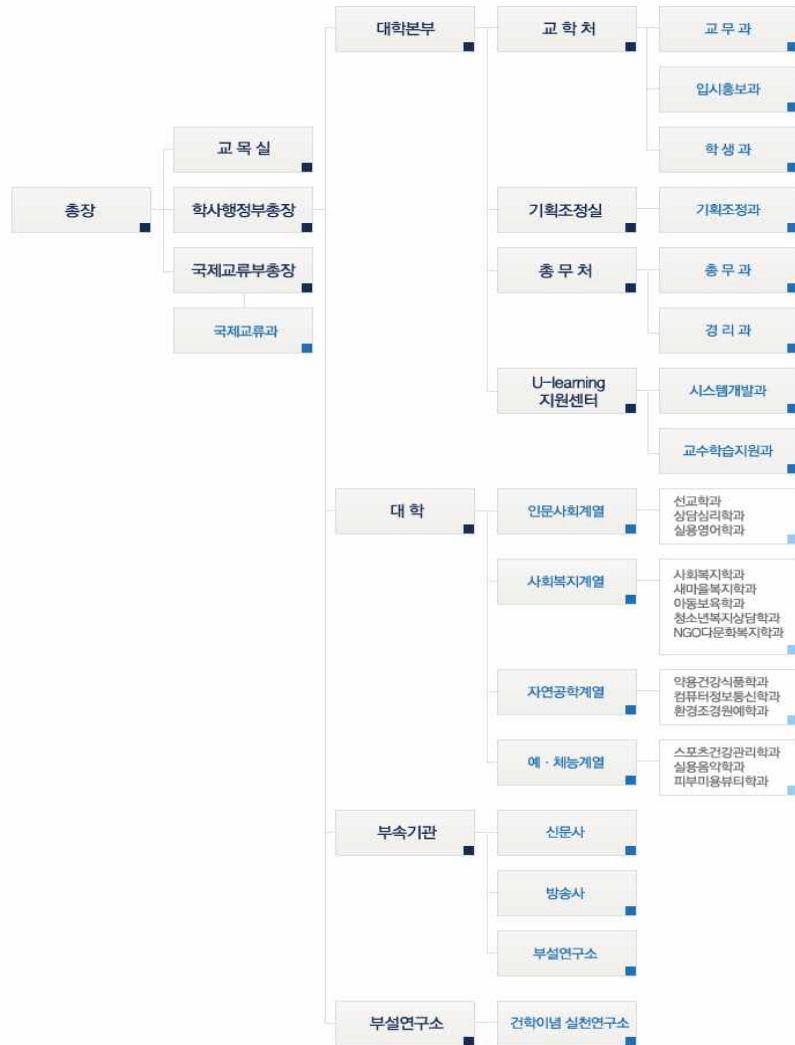 총장
교 목 실
학사행정부총장
국제교류부총장
국제교류과
대학본부
교 학 처
교 무 과
입시홍보과
학 생 과
기획조정실
기획조정과
총 무 처
총 무 과
경 리 과
U-learning
지원센터
시스템개발과
교수학습지원과
대 학
인문사회계열
선교학과
상담심리학과
실용영어학과
사회복지계열
사회복지학과
새마을복지학과
아동보육학과
청소년복지상담학과
NGO다문화복지학과
자연공학계열
약용건강식품학과
컴퓨터정보통신학과
환경조경원예학과
예 · 체능계열
스포츠건강관리학과
실용음악학과
피부미용뷰티학과
부속기관
신문사
방송사
부설연구소
부설연구소
건학이념 실천연구소